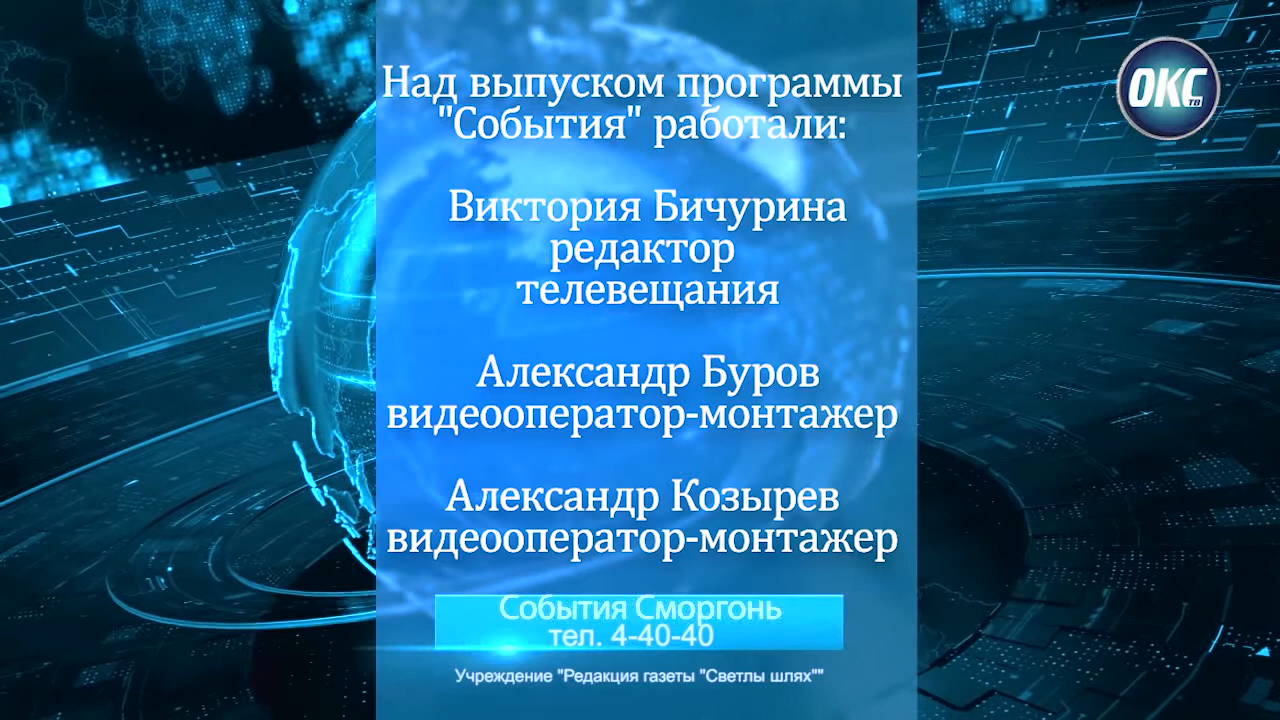 ОКС
ТВ
Над выпуском программы
"События" работали:
Виктория Бичурина
редактор
телевещания
Александр Буров
видеооператор-монтажер
Александр Козырев
видеооператор-монтажер
События Сморгонь
тел. 4-40-40
Учреждение "Редакция газеты "Светлы шлях""